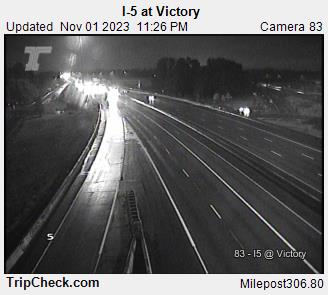 I-5 at Victory
Updated Nov 01 2023 11:26 PM Camera 83
T
S
83 - I5 @ Victory
TripCheck.com Milepost306.80